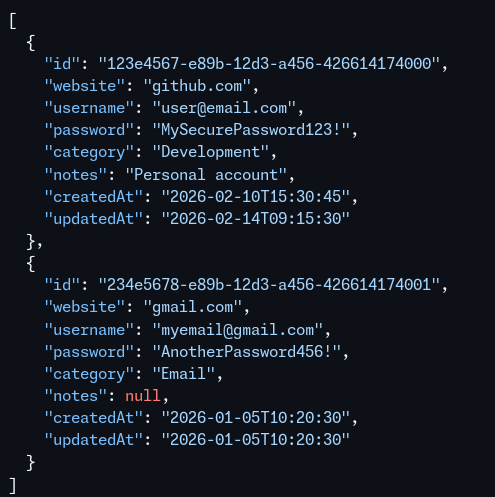 [
  {
    "id": "123e4567-e89b-12d3-a456-426614174000",
    "website": "github.com",
    "username": "user@email.com",
    "password": "MySecurePassword123!",
    "category": "Development",
    "notes": "Personal account",
    "createdAt": "2026-02-10T15:30:45",
    "updatedAt": "2026-02-14T09:15:30"
  },
  {
    "id": "234e5678-e89b-12d3-a456-426614174001",
    "website": "gmail.com",
    "username": "myemail@gmail.com",
    "password": "AnotherPassword456!",
    "category": "Email",
    "notes": null,
    "createdAt": "2026-01-05T10:20:30",
    "updatedAt": "2026-01-05T10:20:30"
  }
]